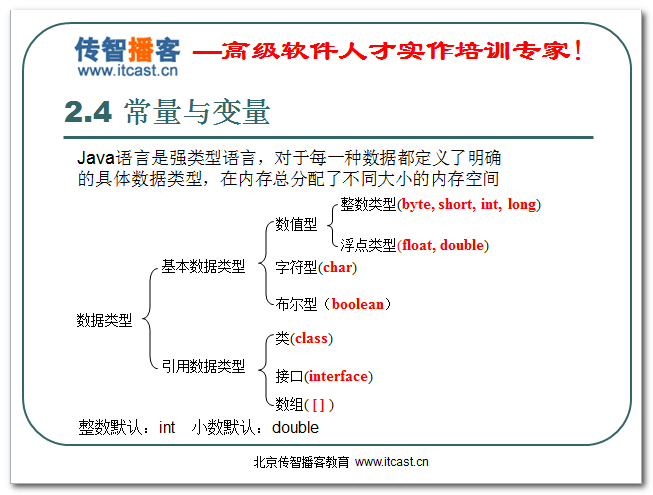 传智播客 —高级软件人才实作培训专家!
www.itcast.cn
2.4 常量与变量
Java语言是强类型语言，对于每一种数据都定义了明确
的具体数据类型，在内存总分配了不同大小的内存空间
整数类型(byte, short, int, long)
数值型
浮点类型(float, double)
基本数据类型
字符型(char)
布尔型（boolean）
数据类型
类(class)
引用数据类型
接口(interface)
数组([ ] )
整数默认：int 小数默认：double
北京传智播客教育 www.itcast.cn